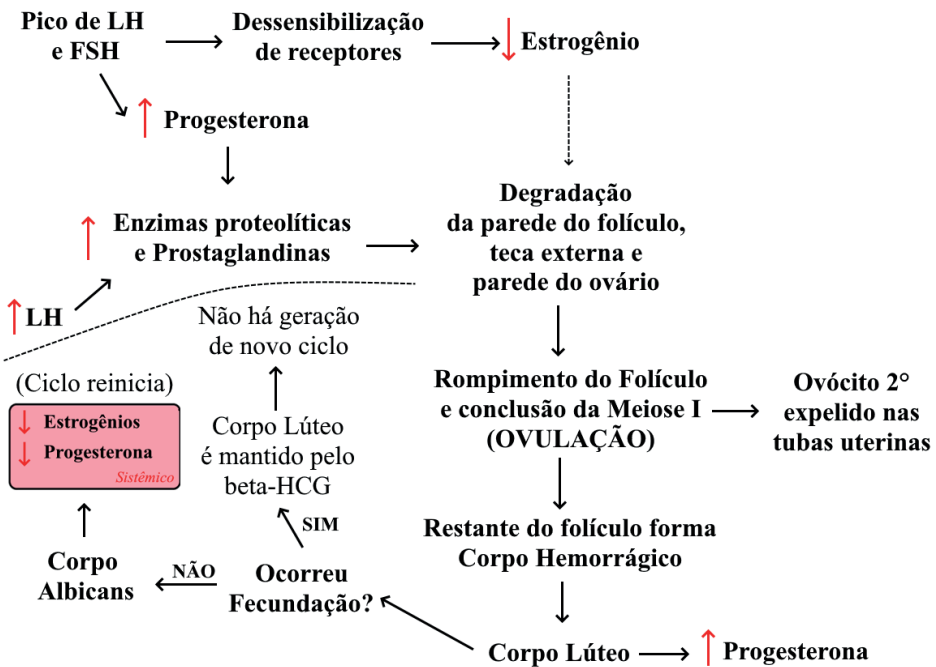 Pico de LH
e FSH
Dessensibilização
de receptores
Estrogênio
Progesterona
Enzimas proteolíticas
e Prostaglandinas
LH
Degradação
da parede do folículo,
teca externa e
parede do ovário
Rompimento do Folículo
e conclusão da Meiose I
(OVULAÇÃO)
Ovócito 2°
expelido nas
tubas uterinas
Restante do folículo forma
Corpo Hemorrágico
Corpo Lúteo
Progesterona
Ocorreu
Fecundação?
SIM
Corpo Lúteo
é mantido pelo
beta-HCG
Não há geração
de novo ciclo
NÃO
Corpo
Albicans
(Ciclo reinicia)
Estrogênios
Progesterona
Sistêmico